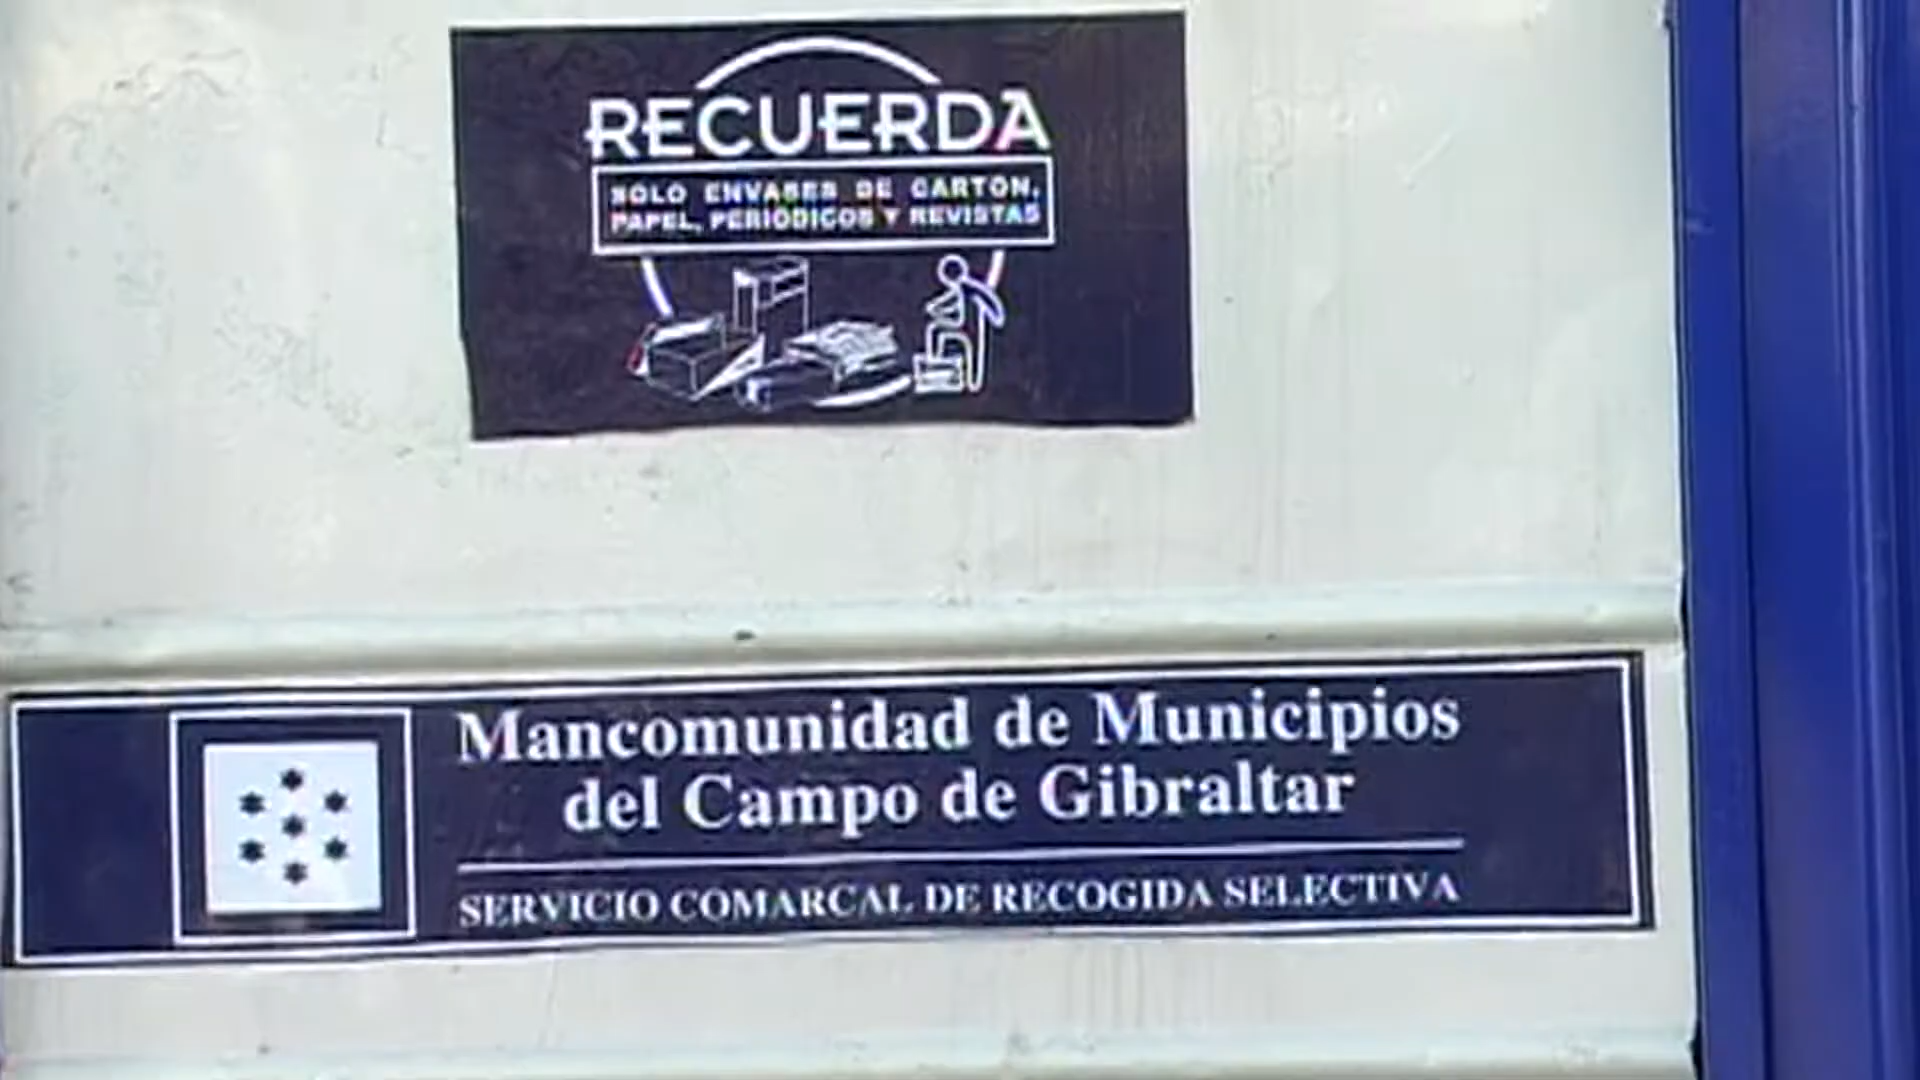 RECUERDA
SOLO ENVASES DE CARTON,
PAPEL, PERIÓDICOS Y REVISTAS
Mancomunidad de Municipios
del Campo de Gibraltar
SERVICIO COMARCAL DE RECOGIDA SELECTIVA